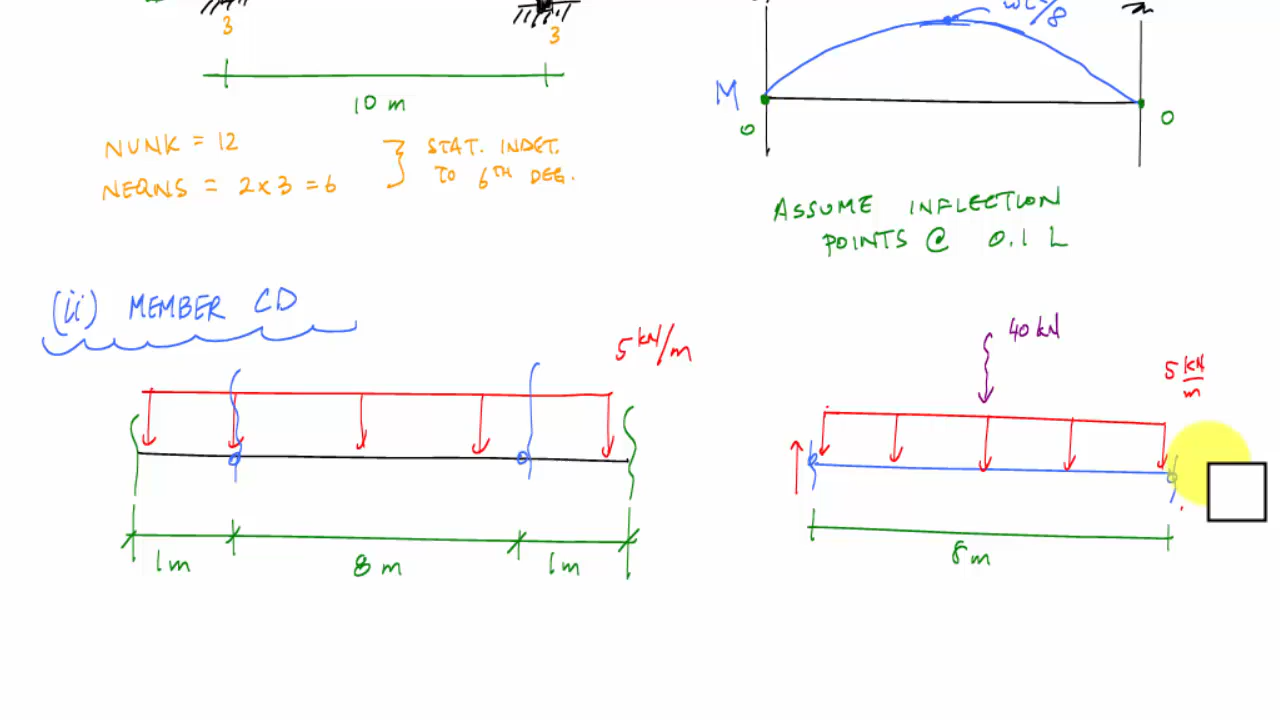 3
3
10 m
NUNK = 12
NEQNS = 2 x 3 = 6
STAT. INDET.
TO 6TH DEG.
M
0
0
ASSUME INFLECTION
POINTS @ 0.1 L
(ii) MEMBER CD
5 kN/m
1m
8 m
1m
40 kN
5 kN/m
8m